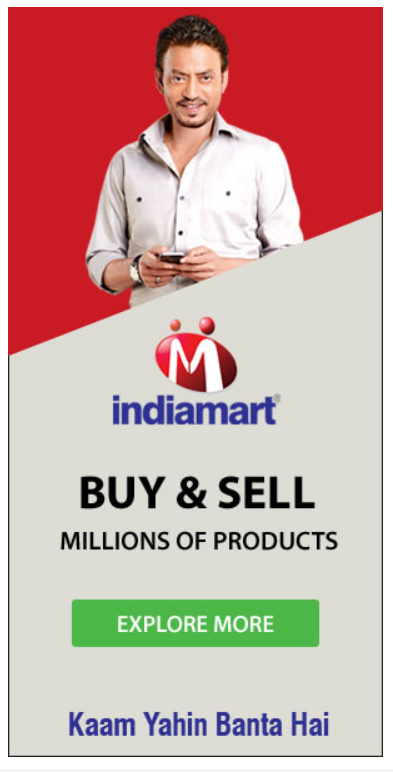 indiamart®
BUY & SELL
MILLIONS OF PRODUCTS
EXPLORE MORE
Kaam Yahin Banta Hai